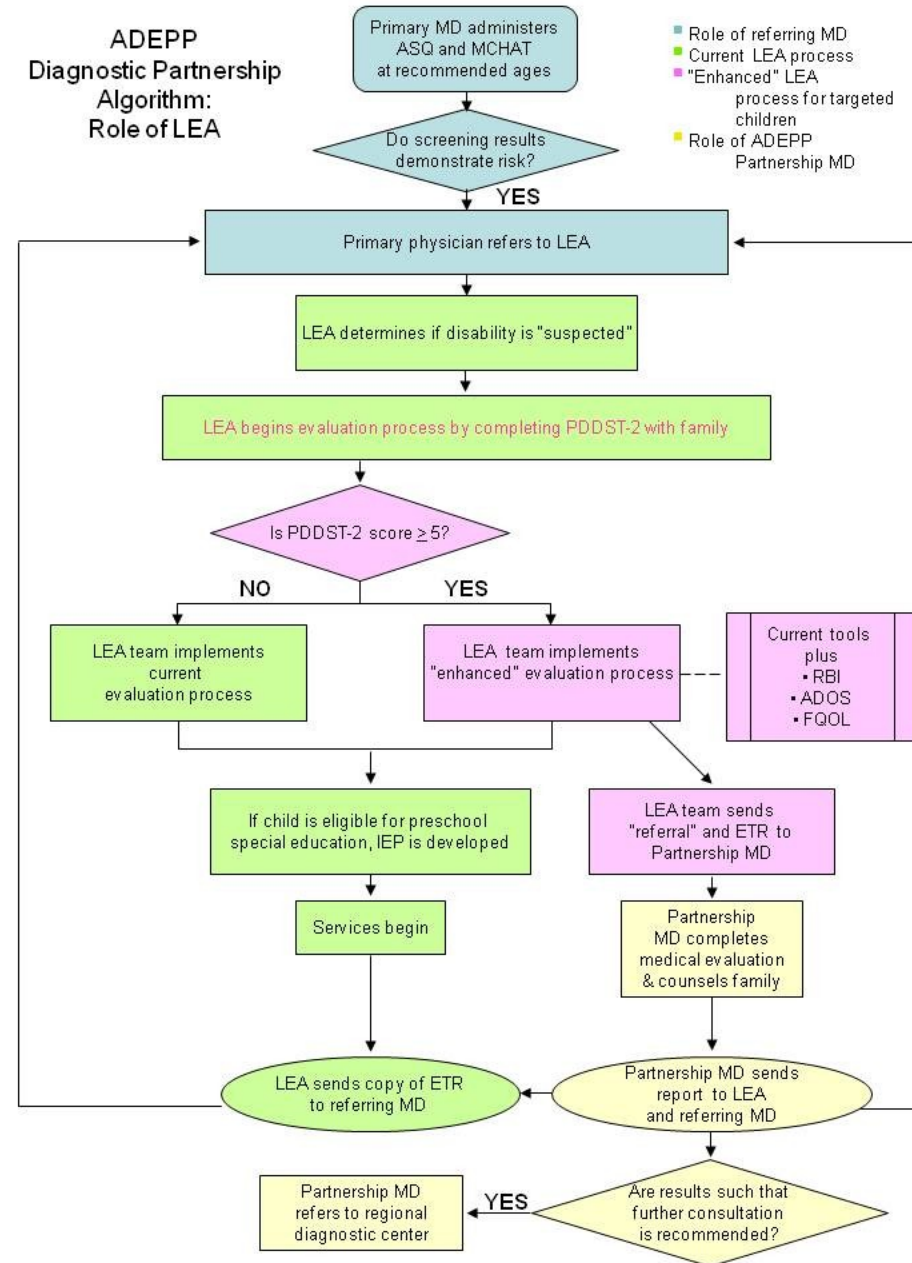 ADEPP
Diagnostic Partnership
Algorithm:
Role of LEA
Primary MD administers
ASQ and MCHAT
at recommended ages
Role of referring MD
Current LEA process
"Enhanced" LEA
process for targeted
children
Role of ADEPP
Partnership MD
Do screening results
demonstrate risk?
YES
Primary physician refers to LEA
LEA determines if disability is "suspected"
LEA begins evaluation process by completing PDDST-2 with family
Is PDDST-2 score ≥ 5?
NO
YES
LEA team implements
current
evaluation process
LEA team implements
"enhanced" evaluation process
Current tools
plus
▪ RBI
▪ ADOS
▪ FQOL
If child is eligible for preschool
special education, IEP is developed
LEA team sends
"referral" and ETR to
Partnership MD
Services begin
Partnership
MD completes
medical evaluation
& counsels family
LEA sends copy of ETR
to referring MD
Partnership MD sends
report to LEA
and referring MD
Partnership MD
refers to regional
diagnostic center
YES
Are results such that
further consultation
is recommended?